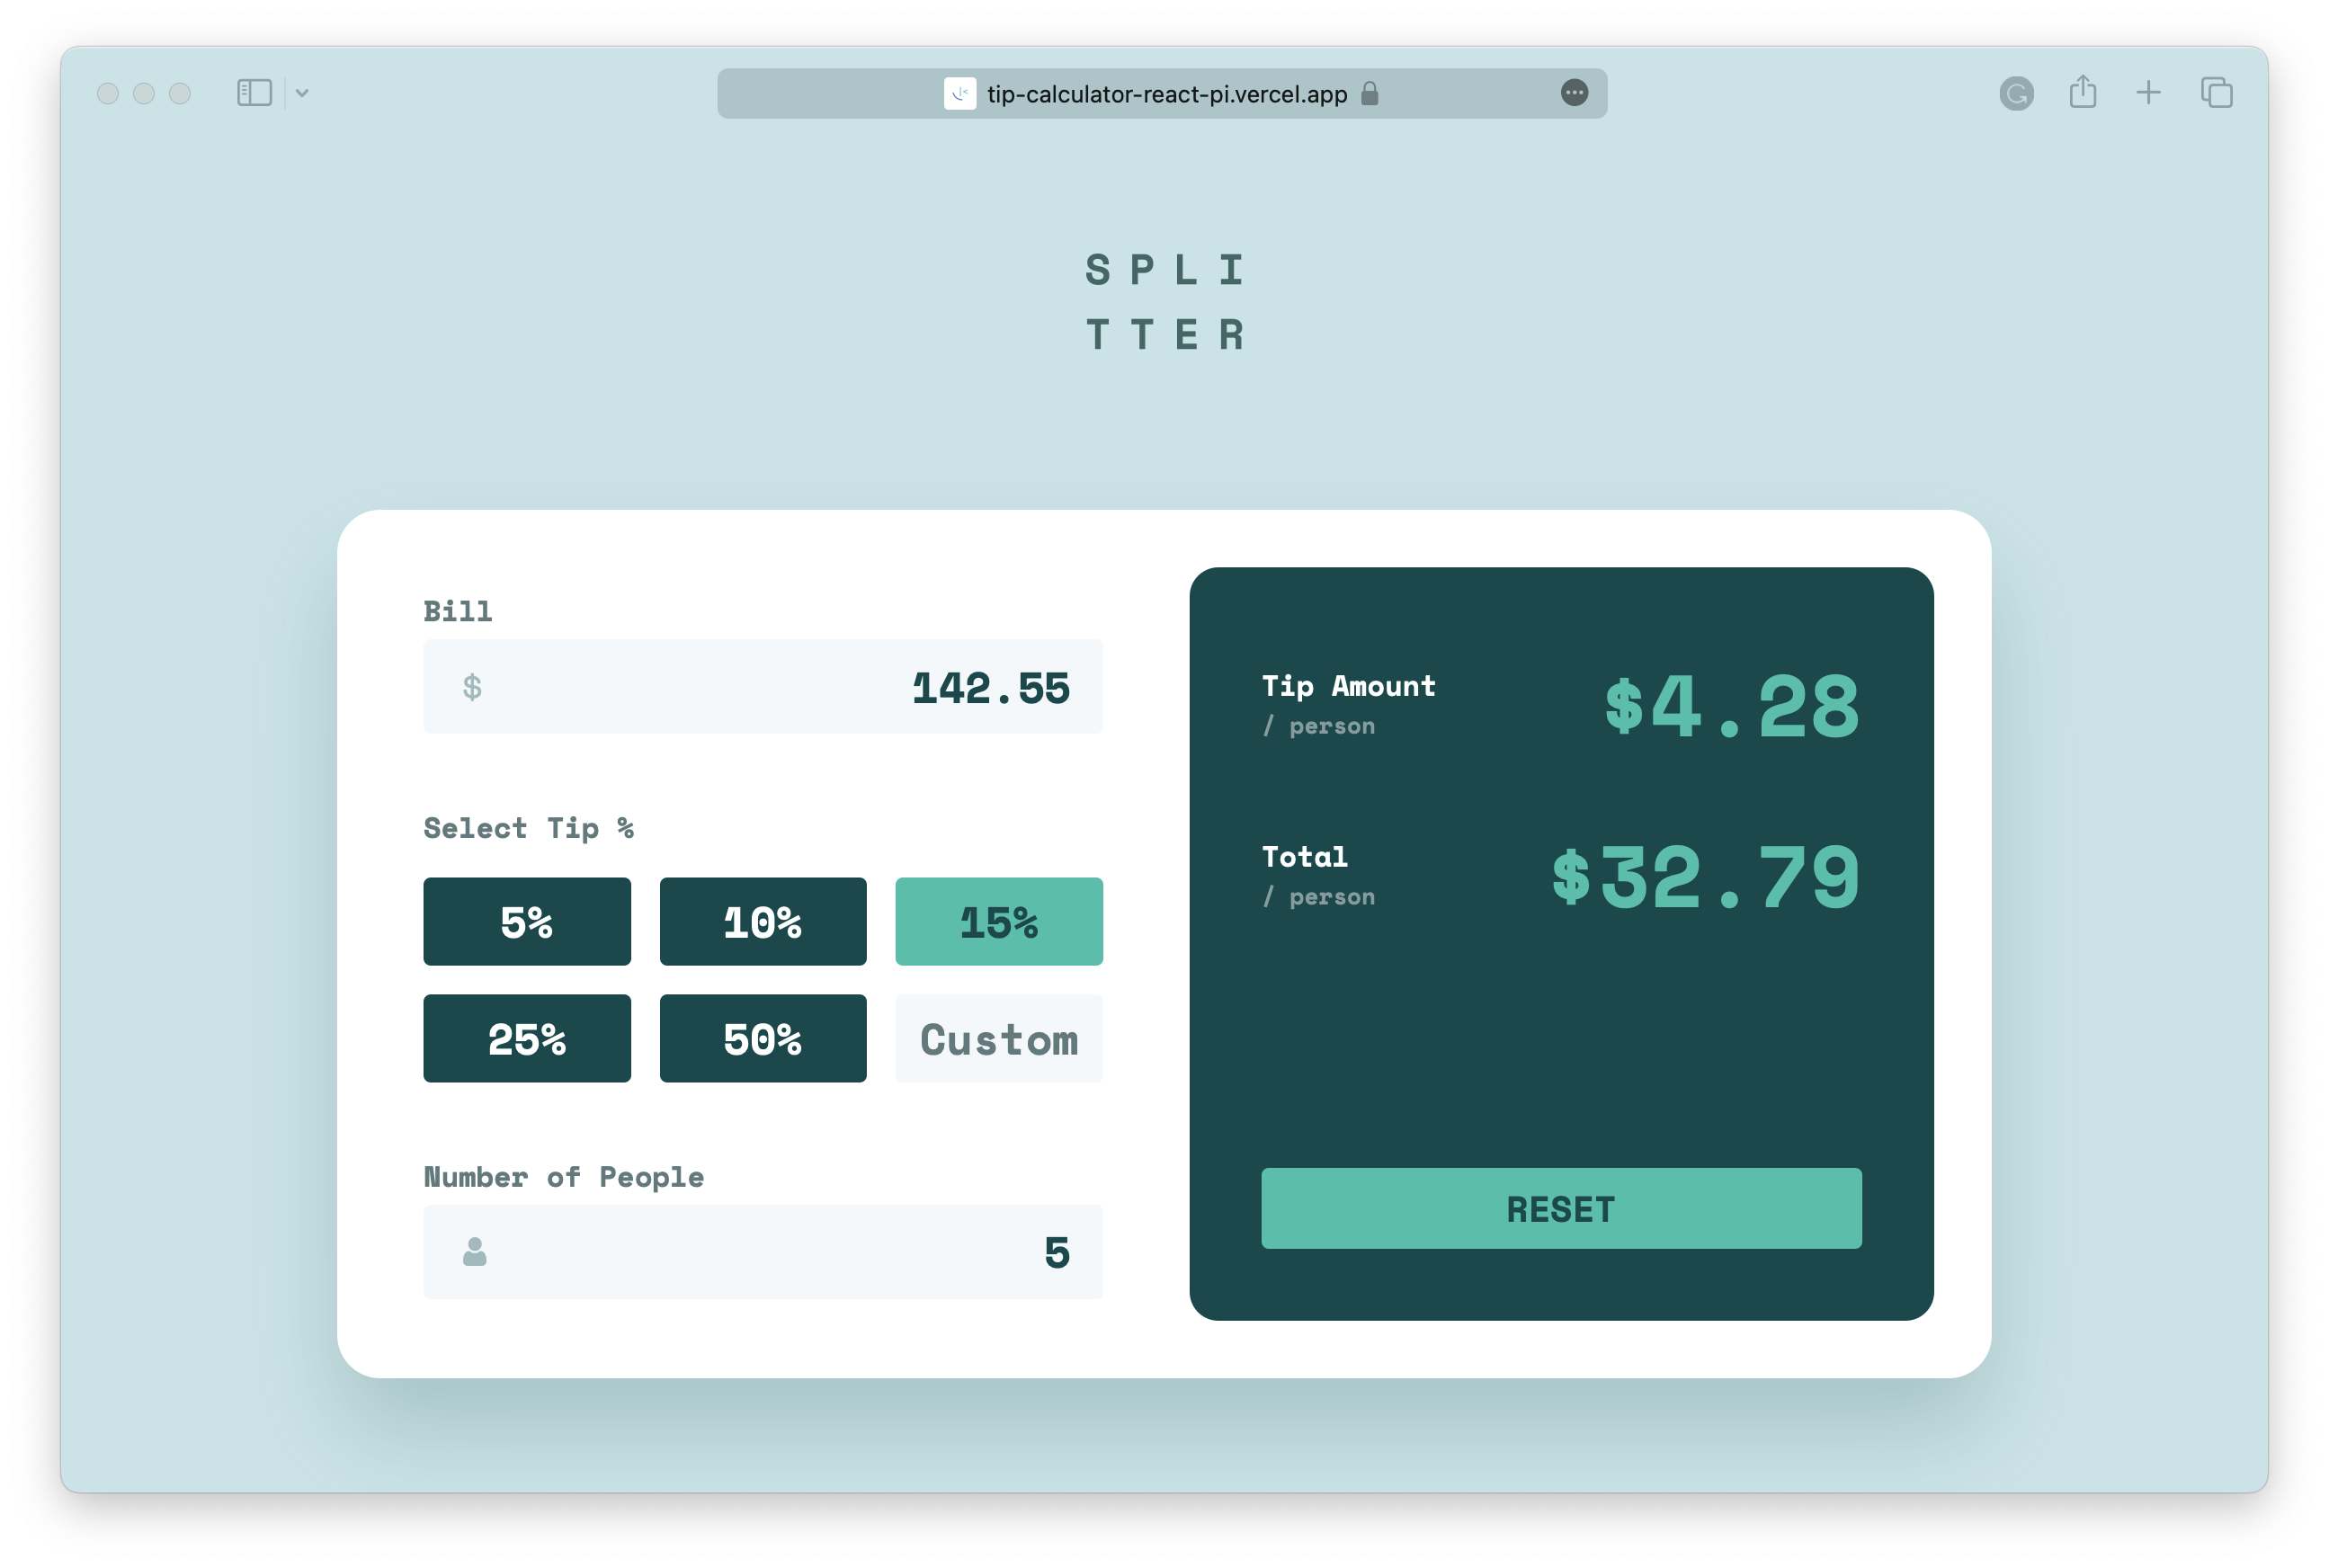 tip-calculator-react-pi.vercel.app
S P L I
T T E R
Bill
$ 142.55
Select Tip %
5% 10% 15%
25% 50% Custom
Number of People
5
Tip Amount
/ person
$4.28
Total
/ person
$32.79
RESET